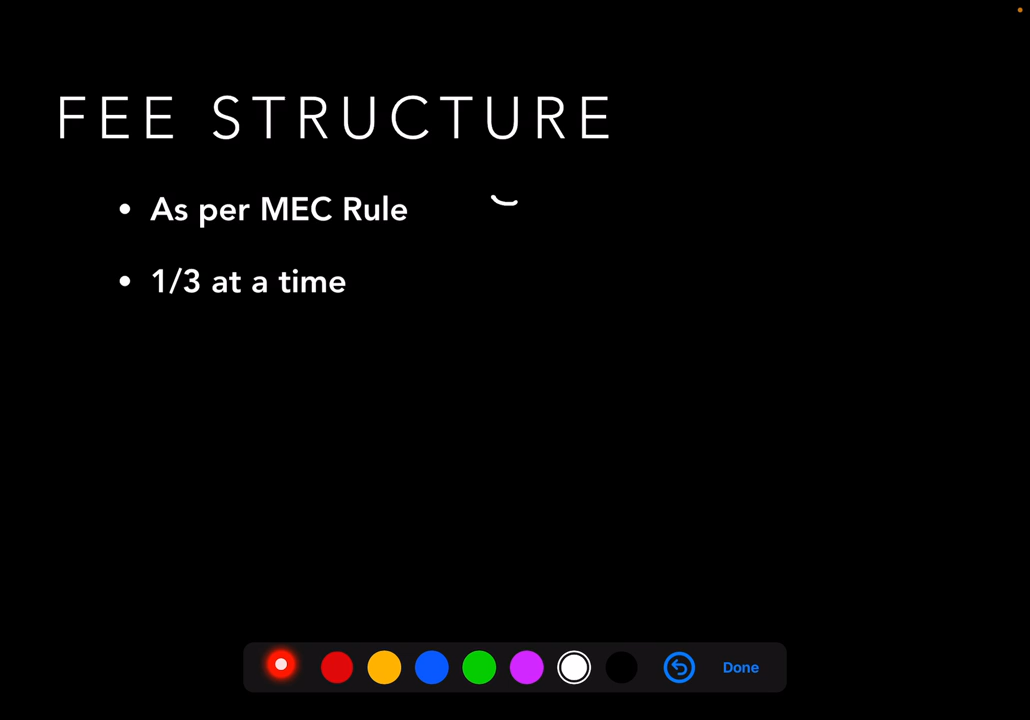 FEE STRUCTURE
• As per MEC Rule
• 1/3 at a time
Done